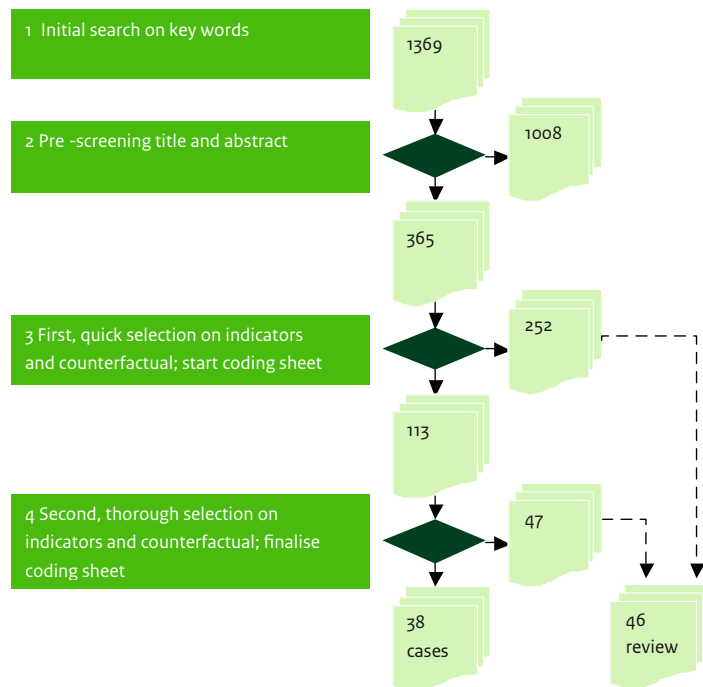 1 Initial search on key words
1369
2 Pre -screening title and abstract
1008
365
3 First, quick selection on indicators
and counterfactual; start coding sheet
252
113
4 Second, thorough selection on
indicators and counterfactual; finalise
coding sheet
47
38
cases
46
review